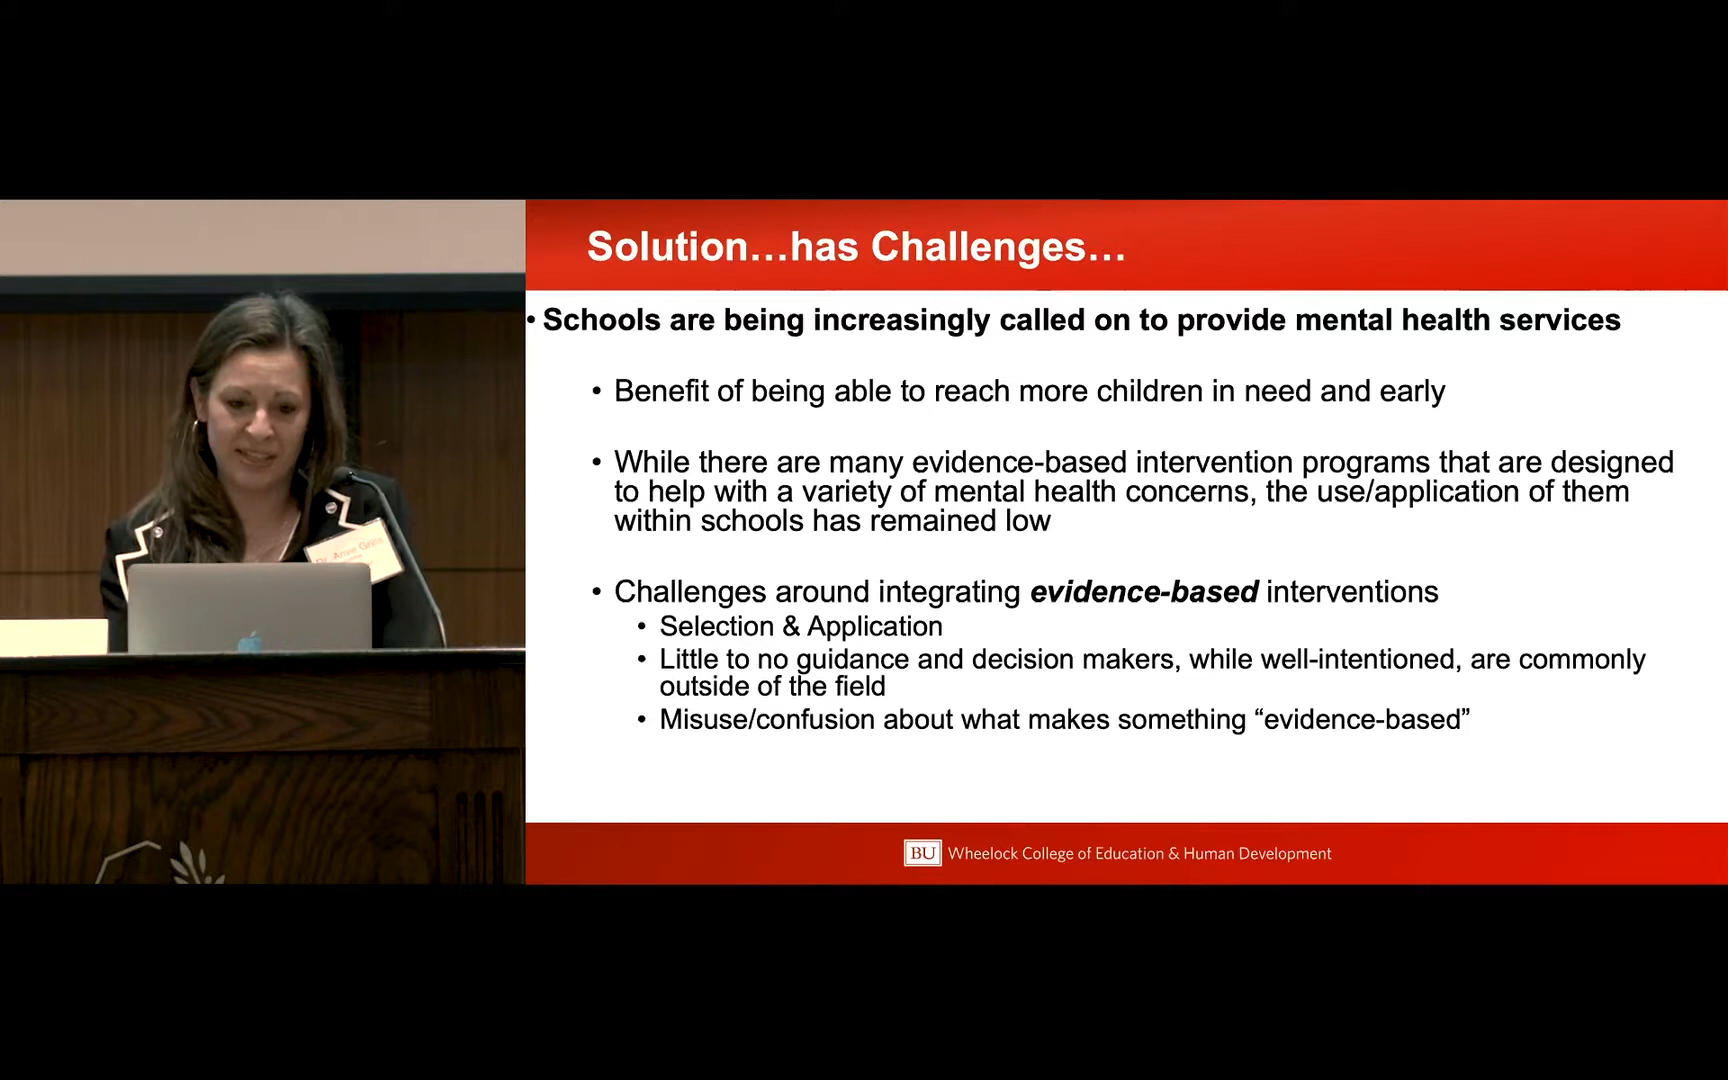 Solution…has Challenges…
• Schools are being increasingly called on to provide mental health services
• Benefit of being able to reach more children in need and early
• While there are many evidence-based intervention programs that are designed
to help with a variety of mental health concerns, the use/application of them
within schools has remained low
• Challenges around integrating evidence-based interventions
• Selection & Application
• Little to no guidance and decision makers, while well-intentioned, are commonly
outside of the field
• Misuse/confusion about what makes something “evidence-based”
BU Wheelock College of Education & Human Development
Dr.